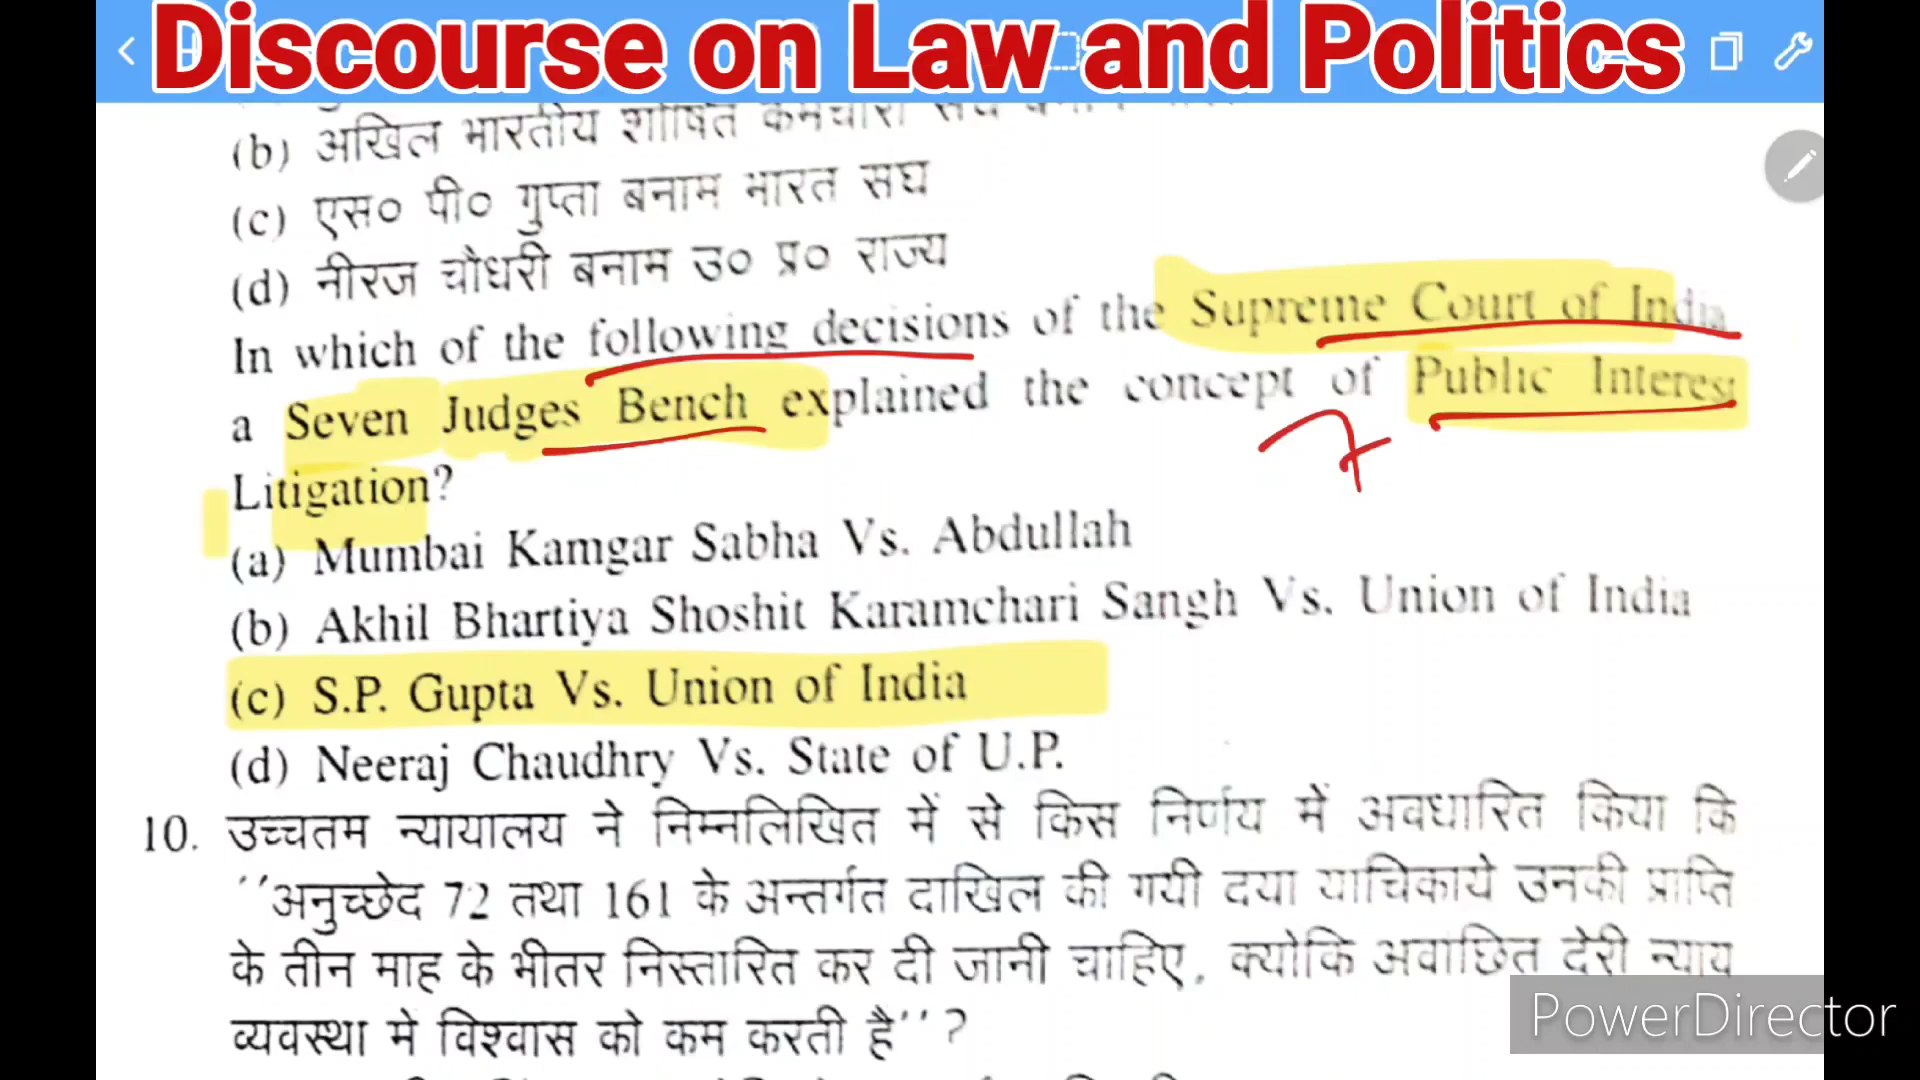 Discourse on Law and Politics
(b) अखिल भारतीय शोषित कर्मचारी संघ बनाम
(c) एस० पी० गुप्ता बनाम भारत संघ
(d) नीरज चौधरी बनाम उ० प्र० राज्य
In which of the following decisions of the Supreme Court of India
a Seven Judges Bench explained the concept of Public Interest
Litigation?
7
(a) Mumbai Kamgar Sabha Vs. Abdullah
(b) Akhil Bhartiya Shoshit Karamchari Sangh Vs. Union of India
(c) S.P. Gupta Vs. Union of India
(d) Neeraj Chaudhry Vs. State of U.P.
10. उच्चतम न्यायालय ने निम्नलिखित में से किस निर्णय में अवधारित किया कि
''अनुच्छेद 72 तथा 161 के अन्तर्गत दाखिल की गयी दया याचिकाये उनकी प्राप्ति
के तीन माह के भीतर निस्तारित कर दी जानी चाहिए, क्योकि अवांछित देरी न्याय
व्यवस्था मे विश्वास को कम करती है''?
PowerDirector